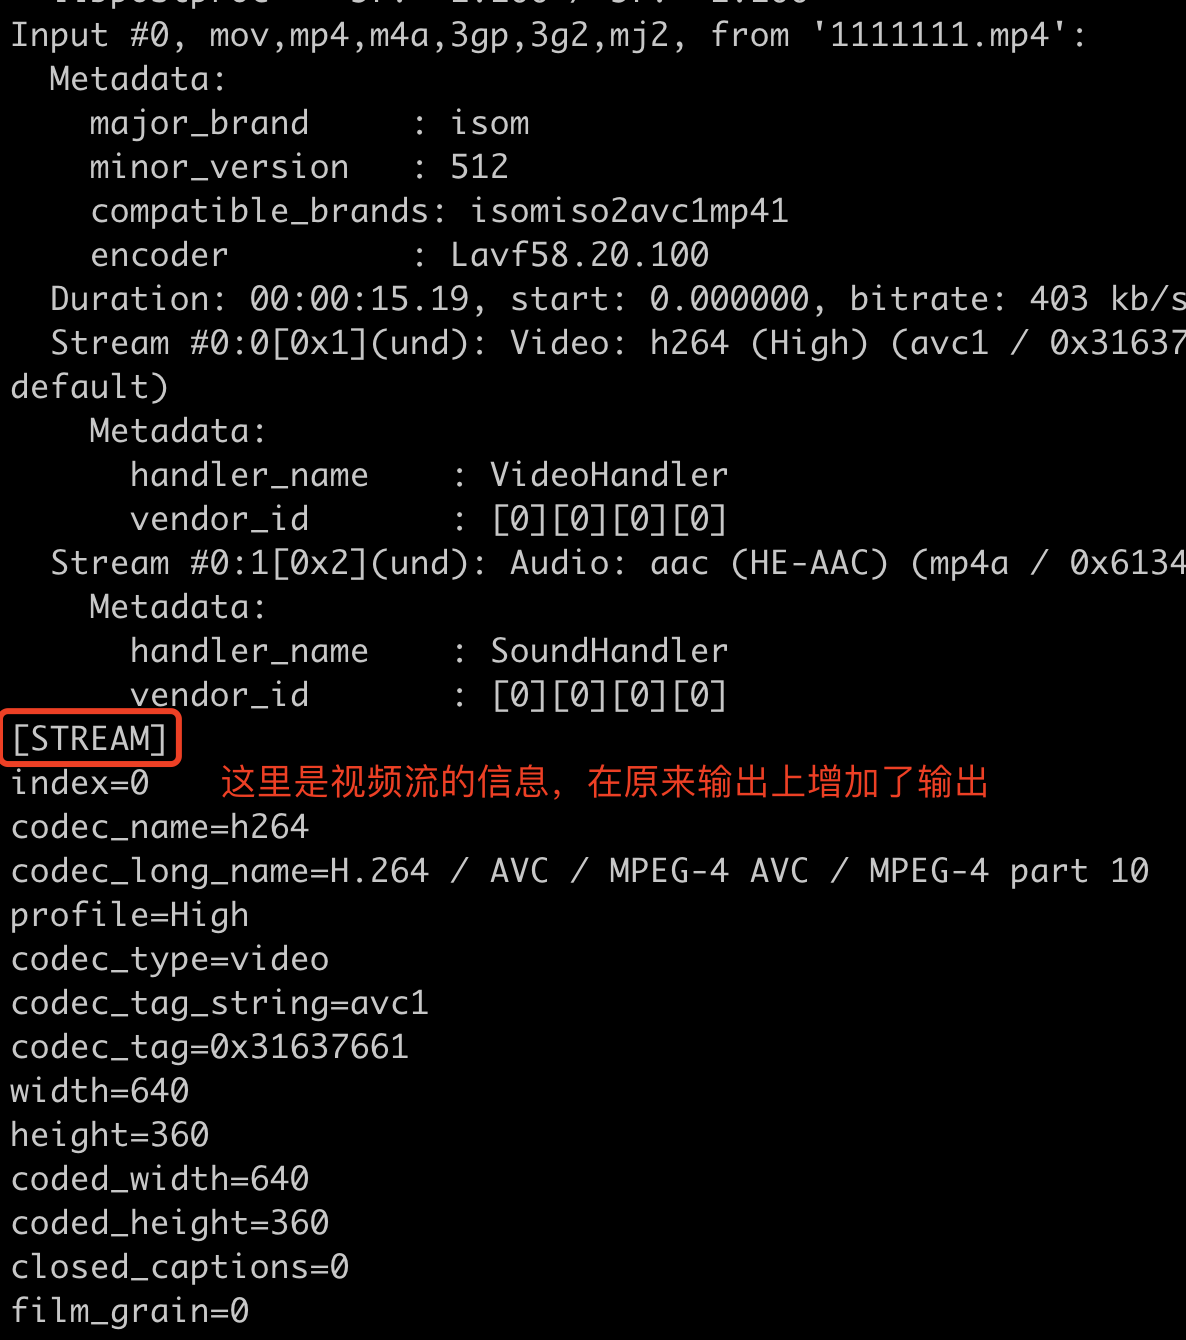 Input #0, mov,mp4,m4a,3gp,3g2,mj2, from '1111111.mp4':
Metadata:
major_brand     : isom
minor_version   : 512
compatible_brands: isomiso2avc1mp41
encoder         : Lavf58.20.100
Duration: 00:00:15.19, start: 0.000000, bitrate: 403 kb/s
Stream #0:0[0x1](und): Video: h264 (High) (avc1 / 0x31637
default)
Metadata:
handler_name    : VideoHandler
vendor_id       : [0][0][0][0]
Stream #0:1[0x2](und): Audio: aac (HE-AAC) (mp4a / 0x6134
Metadata:
handler_name    : SoundHandler
vendor_id       : [0][0][0][0]
[STREAM]
index=0 这里是视频流的信息，在原来输出上增加了输出
codec_name=h264
codec_long_name=H.264 / AVC / MPEG-4 AVC / MPEG-4 part 10
profile=High
codec_type=video
codec_tag_string=avc1
codec_tag=0x31637661
width=640
height=360
coded_width=640
coded_height=360
closed_captions=0
film_grain=0